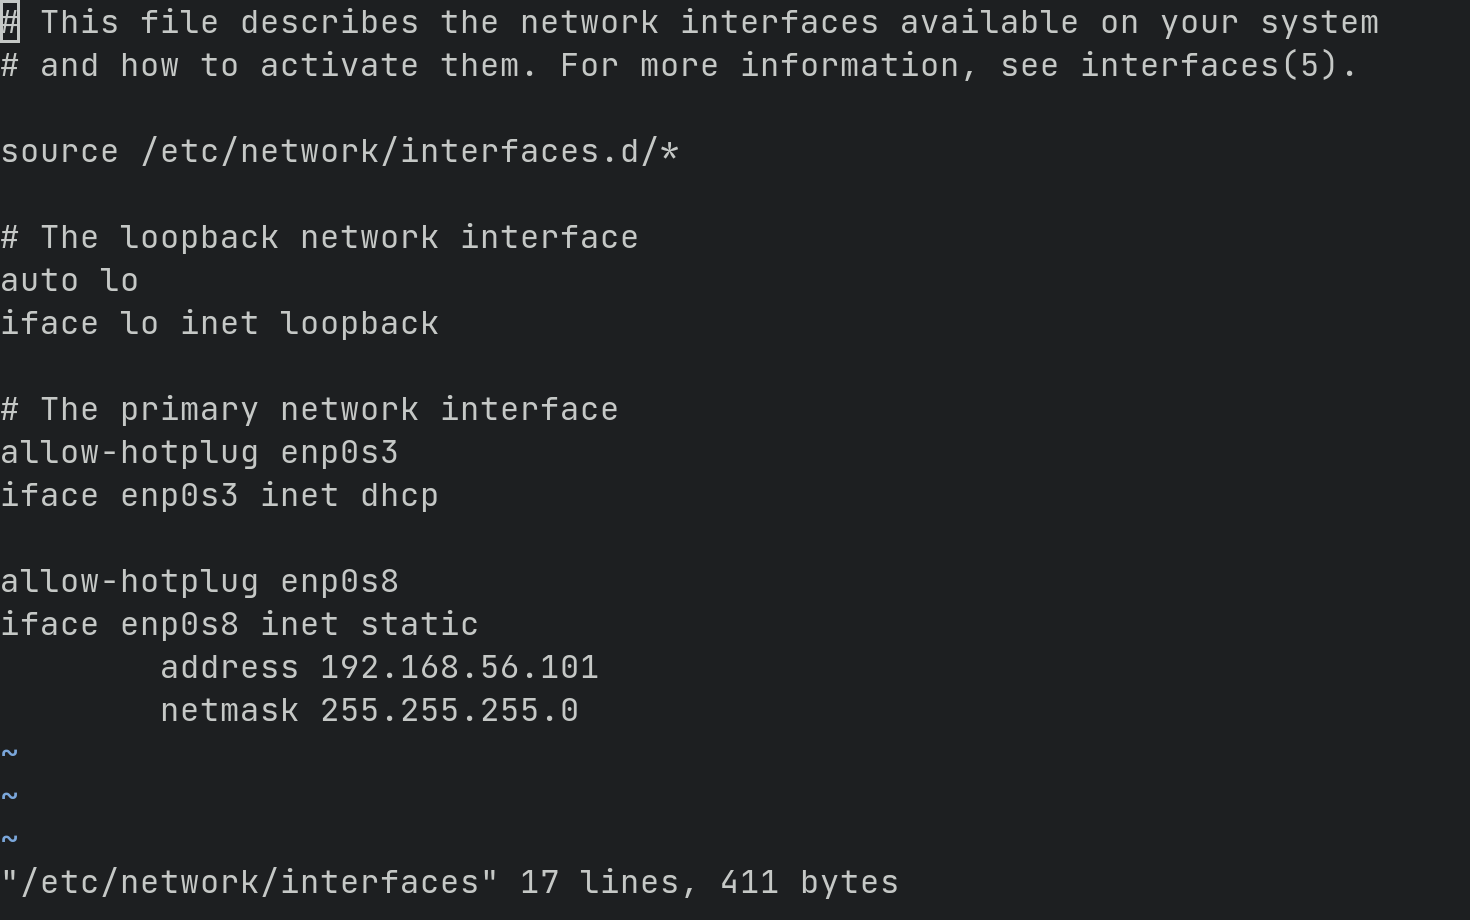 # This file describes the network interfaces available on your system
# and how to activate them. For more information, see interfaces(5).

source /etc/network/interfaces.d/*

# The loopback network interface
auto lo
iface lo inet loopback

# The primary network interface
allow-hotplug enp0s3
iface enp0s3 inet dhcp

allow-hotplug enp0s8
iface enp0s8 inet static
        address 192.168.56.101
        netmask 255.255.255.0
~
~
~
"/etc/network/interfaces" 17 lines, 411 bytes